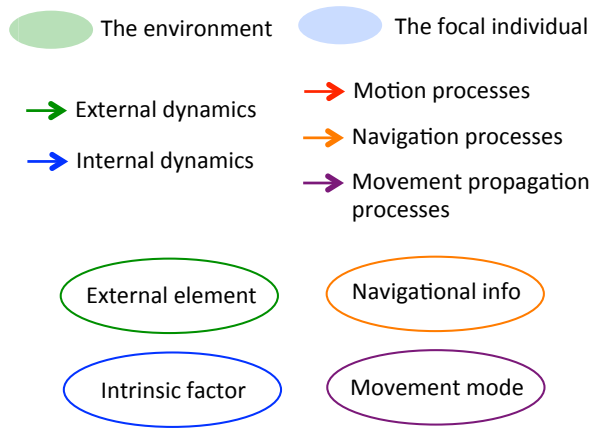 The environment
The focal individual
External dynamics
Internal dynamics
Motion processes
Navigation processes
Movement propagation
processes
External element
Navigational info
Intrinsic factor
Movement mode